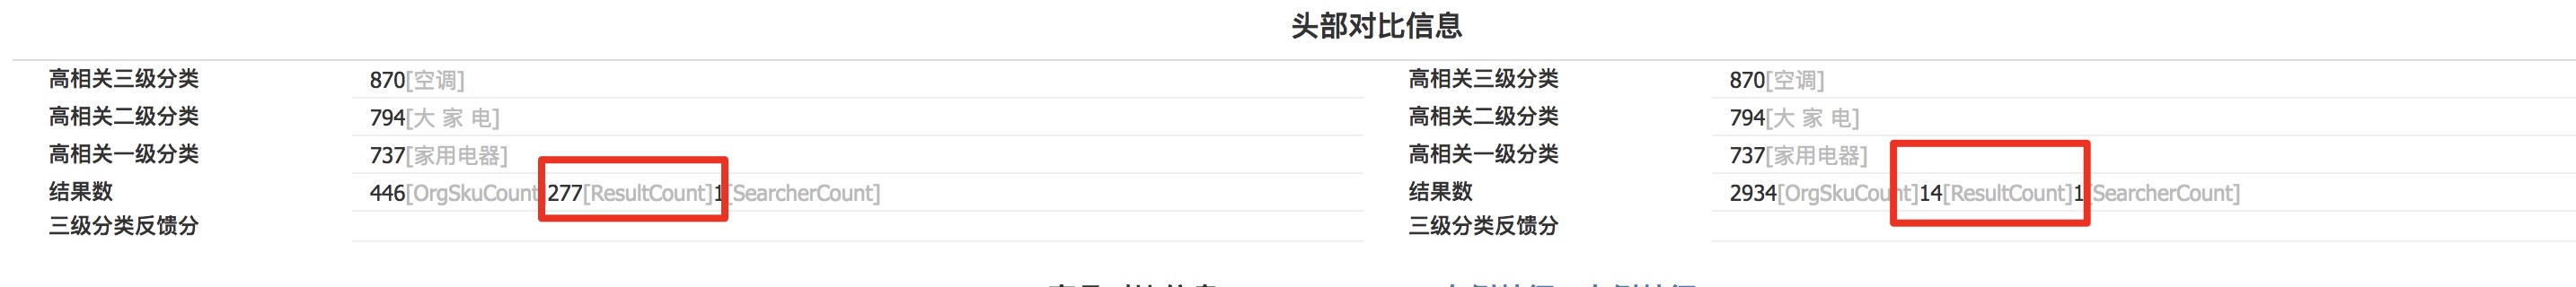 头部对比信息
高相关三级分类 870[空调] 高相关三级分类 870[空调]
高相关二级分类 794[大 家 电] 高相关二级分类 794[大 家 电]
高相关一级分类 737[家用电器] 高相关一级分类 737[家用电器]
结果数 446[OrgSkuCount]277[ResultCount]1[SearcherCount] 结果数 2934[OrgSkuCount]14[ResultCount]1[SearcherCount]
三级分类反馈分 三级分类反馈分